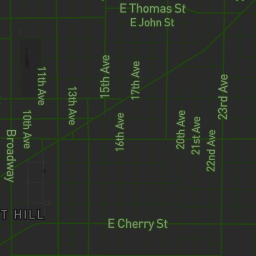 E Thomas St
E John St
11th Ave
15th Ave
17th Ave
23rd Ave
13th Ave
10th Ave
Broadway
16th Ave
20th Ave
21st Ave
22nd Ave
T HILL
E Cherry St